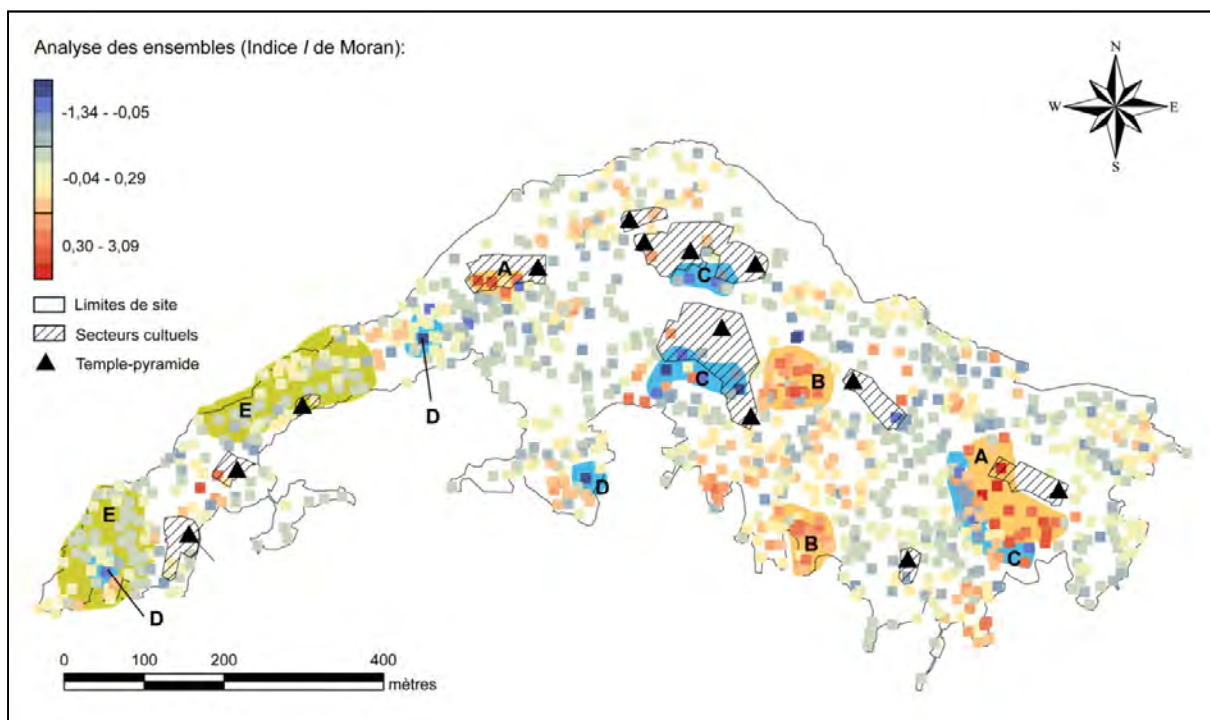 Analyse des ensembles (Indice I de Moran):
-1,34 - -0,05
-0,04 - 0,29
0,30 - 3,09
Limites de site
Secteurs cultuels
Temple-pyramide
N
W E
S
A
C
D
C
B
E
A
D
E
B
C
D
0 100 200 400
mètres